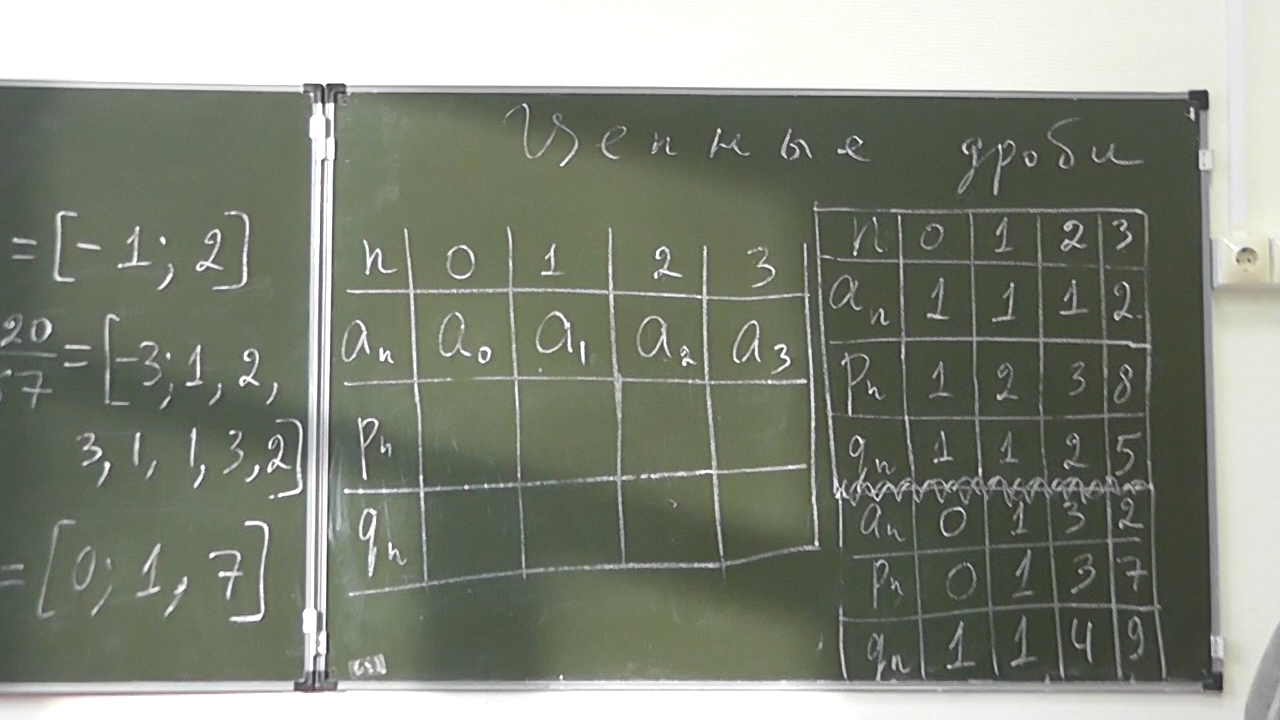 Цепные дроби
= [-1; 2]
20/57 = [-3; 1, 2,
3, 1, 1, 3, 2]
= [0; 1, 7]
n 0 1 2 3
aₙ a₀ a₁ a₂ a₃
pₙ
qₙ
n 0 1 2 3
aₙ 1 1 1 2
pₙ 1 2 3 8
qₙ 1 1 2 5
aₙ 0 1 3 2
pₙ 0 1 3 7
qₙ 1 1 4 9